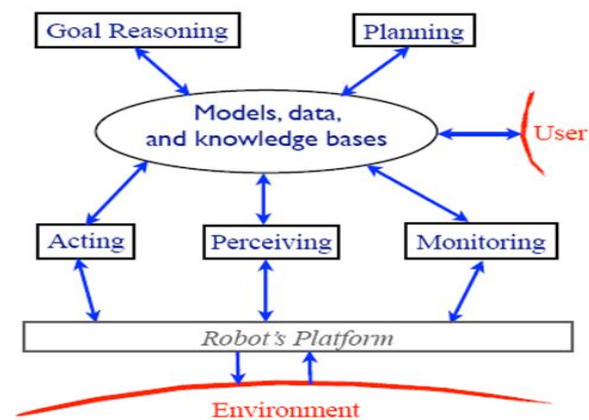 Goal Reasoning
Planning
Models, data,
and knowledge bases
User
Acting
Perceiving
Monitoring
Robot's Platform
Environment